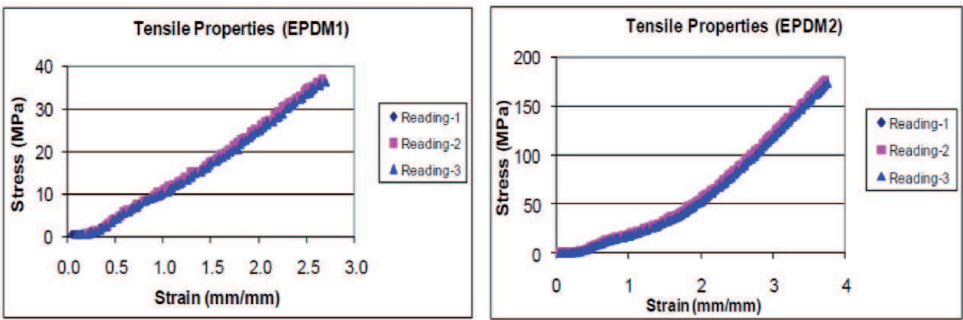 Tensile Properties (EPDM1)
Stress (MPa)
40
30
20
10
0
0.0 0.5 1.0 1.5 2.0 2.5 3.0
Strain (mm/mm)
Reading-1
Reading-2
Reading-3
Tensile Properties (EPDM2)
Stress (MPa)
200
150
100
50
0
0 1 2 3 4
Strain (mm/mm)
Reading-1
Reading-2
Reading-3